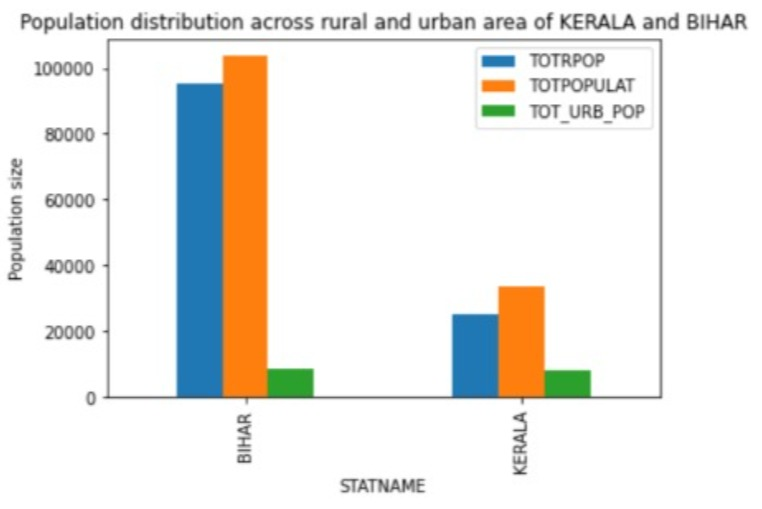 Population distribution across rural and urban area of KERALA and BIHAR
TOTRPOP
TOTPOPULAT
TOT_URB_POP
Population size
100000
80000
60000
40000
20000
0
BIHAR
KERALA
STATNAME